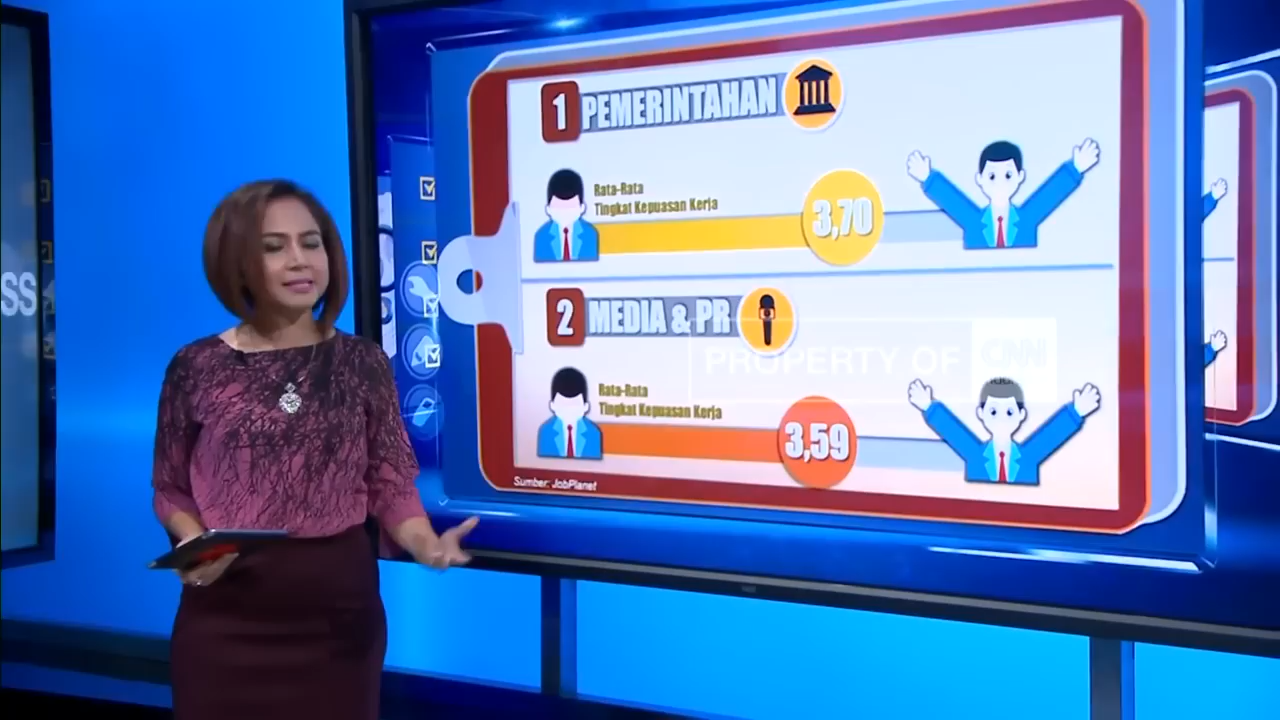 1 PEMERINTAHAN
Rata-Rata
Tingkat Kepuasan Kerja
3,70
2 MEDIA & PR
PROPERTY OF CNN
Rata-Rata
Tingkat Kepuasan Kerja
3,59
Sumber: JobPlanet
SS